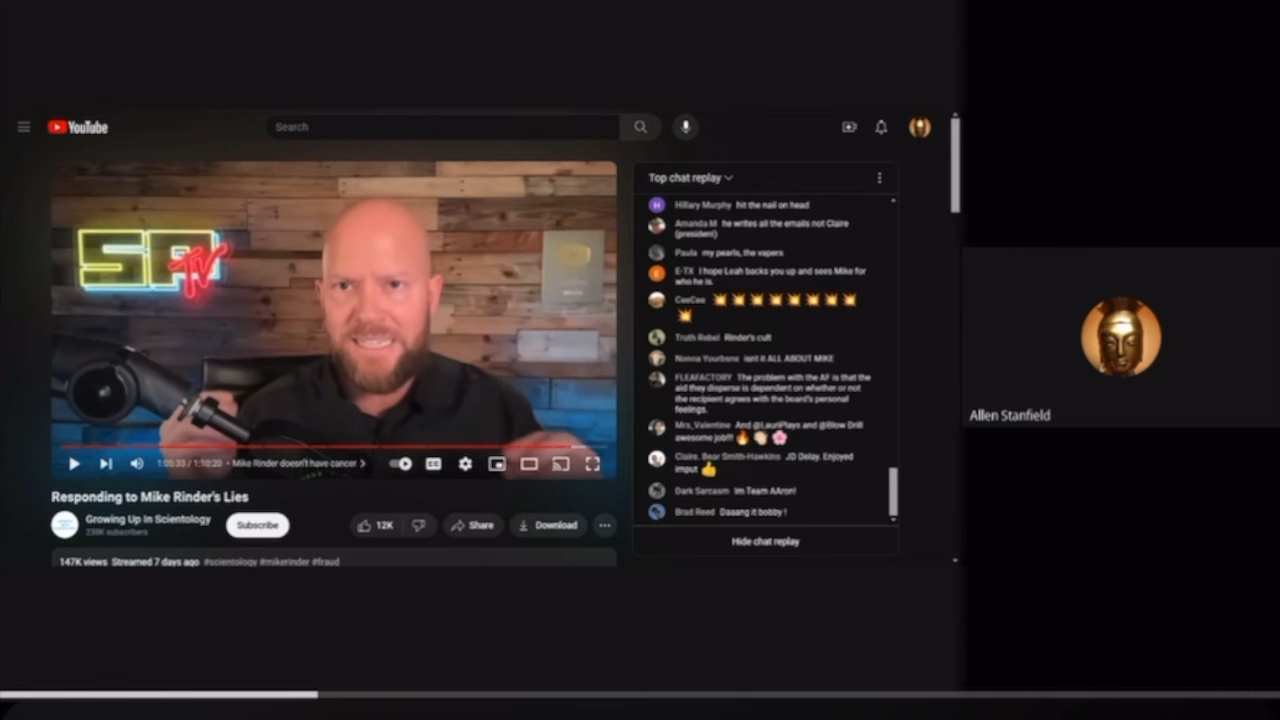 YouTube
Search
SP
TV
1:05:33 / 1:10:20 • Mike Rinder doesn't have cancer
CC
Responding to Mike Rinder's Lies
Growing Up In Scientology
238K subscribers
Subscribe
12K
Share
Download
147K views Streamed 7 days ago #scientology #mikerinder #fraud
Top chat replay
H Hillary Murphy hit the nail on head
Amanda M he writes all the emails not Claire
(president)
Paula my pearls, the vapers
E E-TX I hope Leah backs you up and sees Mike for
who he is.
CeeCee
Truth Rebel Rinder's cult
Nonna Yourbens isnt it ALL ABOUT MIKE
FLEAFACTORY The problem with the AF is that the
aid they disperse is dependent on whether or not
the recipient agrees with the board's personal
feelings.
Mrs_Valentine And @LauriPlays and @Blow Drill
awesome job!!! 🔥👏🌸
Claire. Bear Smith-Hawkins JD Delay. Enjoyed
imput 👍
Dark Sarcasm Im Team AAron!
Brad Reed Daaang it bobby !
Hide chat replay
Allen Stanfield